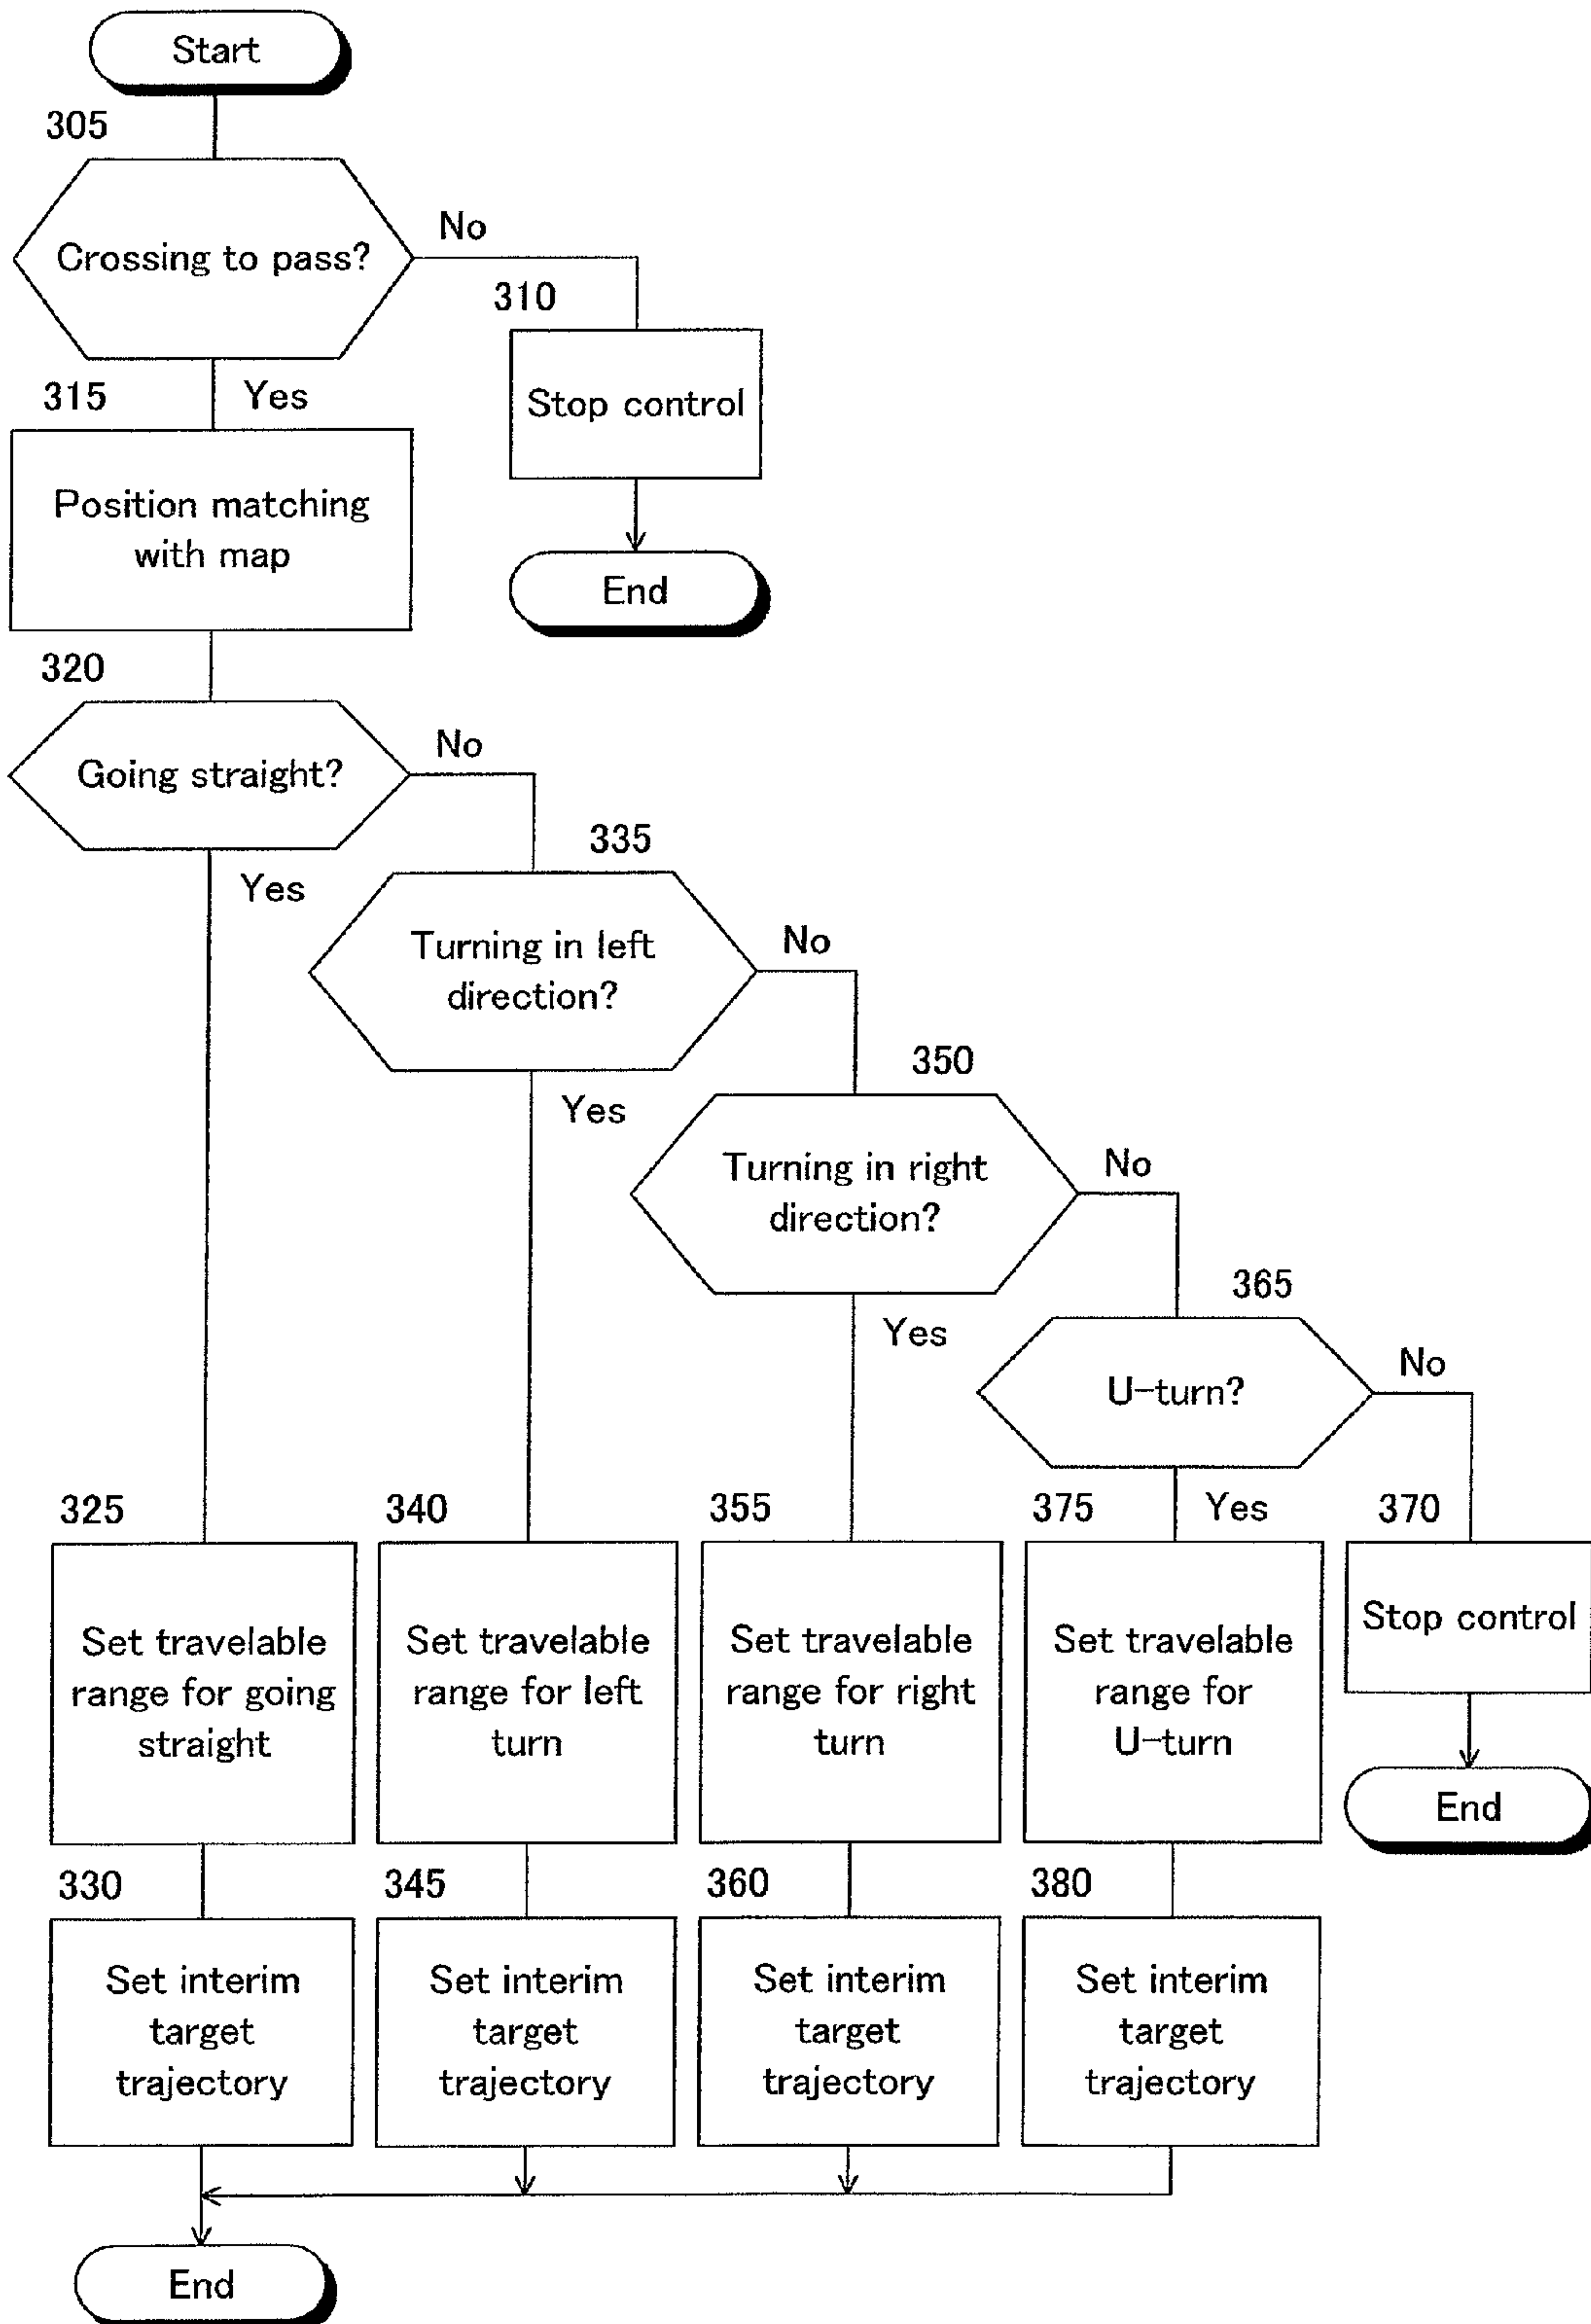 Start
305
Crossing to pass?
No
310
Stop control
End
315
Yes
Position matching
with map
320
Going straight?
No
Yes
335
Turning in left
direction?
No
Yes
350
Turning in right
direction?
No
Yes
365
U-turn?
No
Yes
325
Set travelable
range for going
straight
340
Set travelable
range for left
turn
355
Set travelable
range for right
turn
375
Set travelable
range for
U-turn
370
Stop control
End
330
Set interim
target
trajectory
345
Set interim
target
trajectory
360
Set interim
target
trajectory
380
Set interim
target
trajectory
End